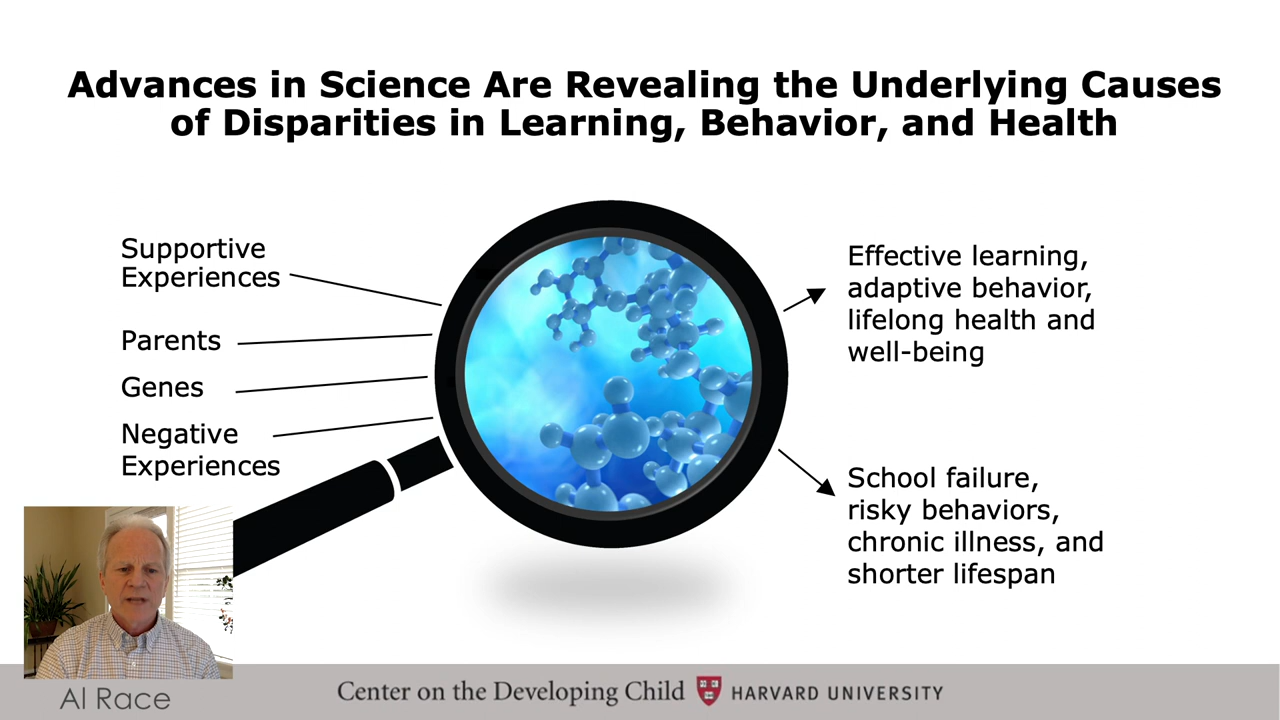 Advances in Science Are Revealing the Underlying Causes
of Disparities in Learning, Behavior, and Health
Supportive
Experiences
Parents
Genes
Negative
Experiences
Effective learning,
adaptive behavior,
lifelong health and
well-being
School failure,
risky behaviors,
chronic illness, and
shorter lifespan
Al Race
Center on the Developing Child HARVARD UNIVERSITY